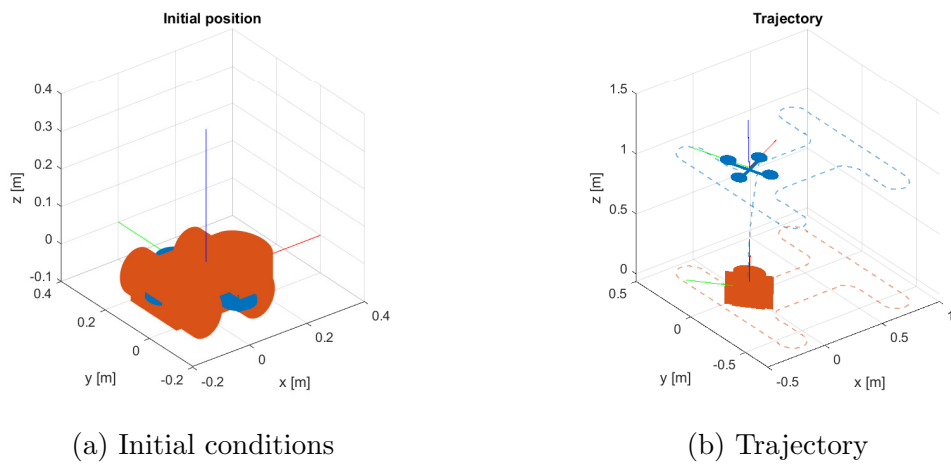 Initial position
0.4
0.3
0.2
0.1
0
-0.1
z [m]
0.4
0.2
0
-0.2
y [m]
-0.2
0
0.2
0.4
x [m]
(a) Initial conditions
Trajectory
1.5
1
0.5
0
z [m]
0.5
0
-0.5
y [m]
-0.5
0
0.5
1
x [m]
(b) Trajectory